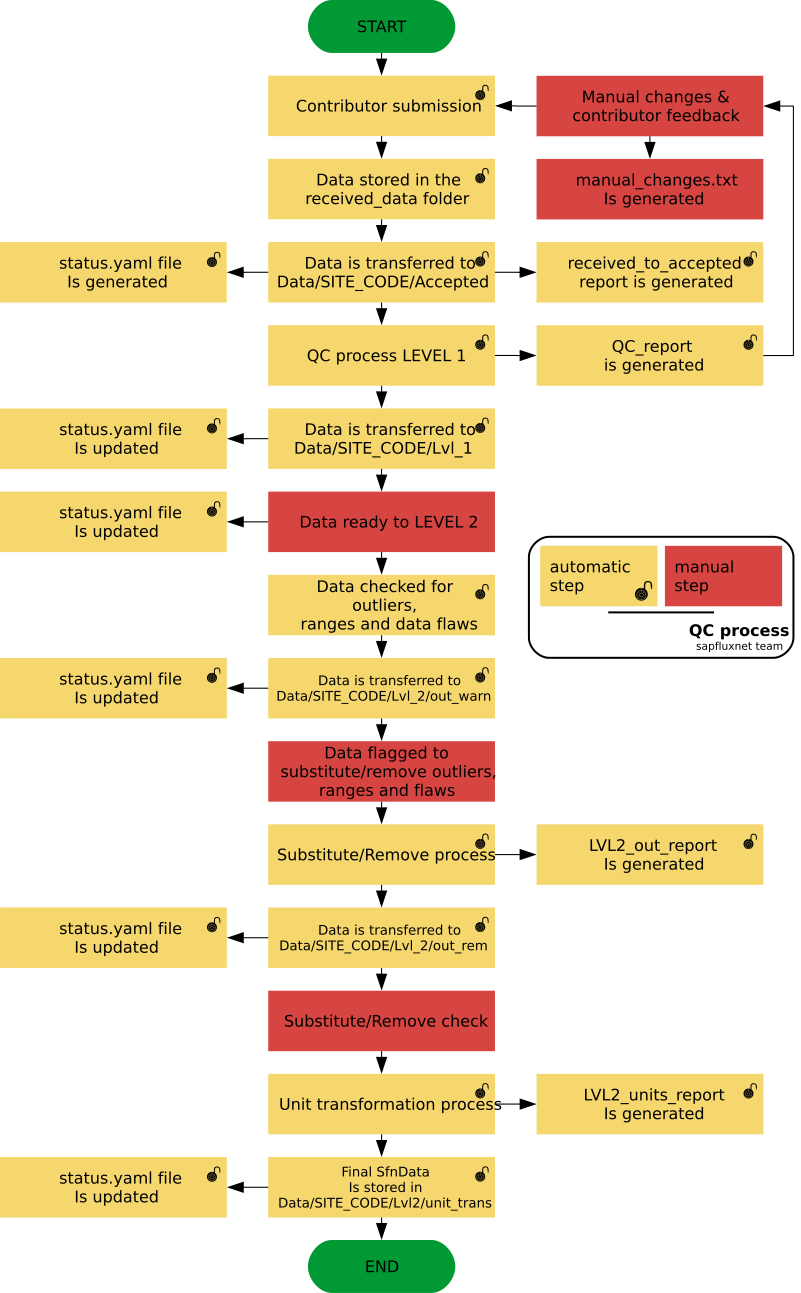 START
Contributor submission
Manual changes &
contributor feedback
Data stored in the
received_data folder
manual_changes.txt
Is generated
status.yaml file
Is generated
Data is transferred to
Data/SITE_CODE/Accepted
received_to_accepted
report is generated
QC process LEVEL 1
QC_report
is generated
status.yaml file
Is updated
Data is transferred to
Data/SITE_CODE/Lvl_1
status.yaml file
Is updated
Data ready to LEVEL 2
automatic
step
manual
step
QC process
sapfluxnet team
Data checked for
outliers,
ranges and data flaws
status.yaml file
Is updated
Data is transferred to
Data/SITE_CODE/Lvl_2/out_warn
Data flagged to
substitute/remove outliers,
ranges and flaws
Substitute/Remove process
LVL2_out_report
Is generated
status.yaml file
Is updated
Data is transferred to
Data/SITE_CODE/Lvl_2/out_rem
Substitute/Remove check
Unit transformation process
LVL2_units_report
Is generated
status.yaml file
Is updated
Final SfnData
Is stored in
Data/SITE_CODE/Lvl2/unit_trans
END